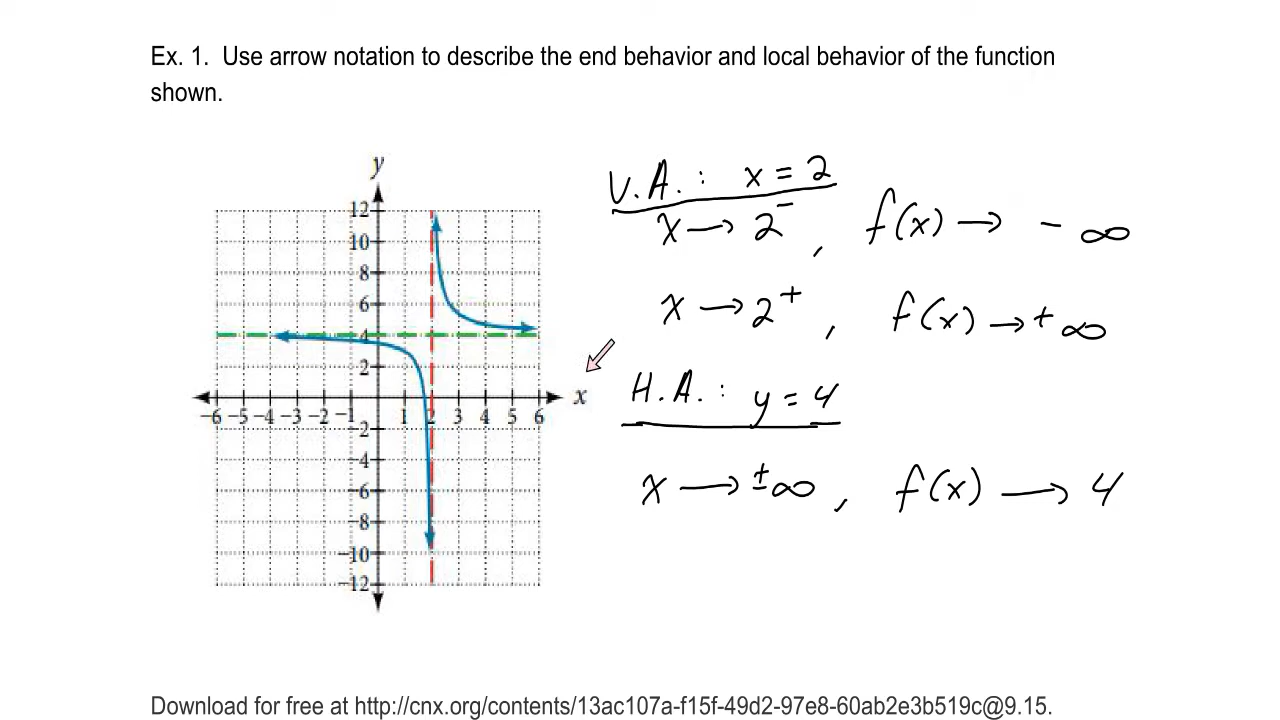 Ex. 1.  Use arrow notation to describe the end behavior and local behavior of the function
shown.
y
12
10
8
6
4
2
−6 −5 −4 −3 −2 −1 1 2 3 4 5 6 x
−2
−4
−6
−8
−10
−12
V.A.: x = 2
x → 2⁻, f(x) → - ∞
x → 2⁺, f(x) → + ∞
H.A.: y = 4
x → ±∞, f(x) → 4
Download for free at http://cnx.org/contents/13ac107a-f15f-49d2-97e8-60ab2e3b519c@9.15.